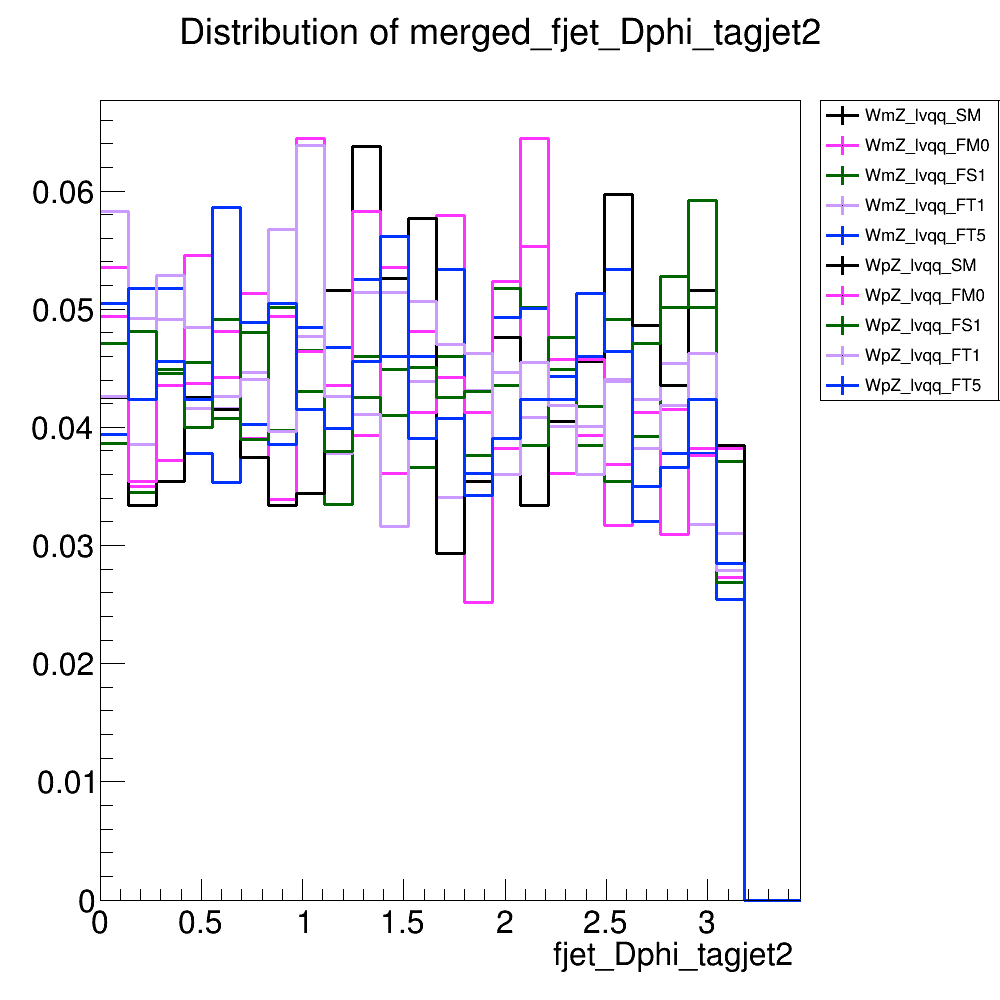 Distribution of merged_fjet_Dphi_tagjet2
WmZ_lvqq_SM
WmZ_lvqq_FM0
WmZ_lvqq_FS1
WmZ_lvqq_FT1
WmZ_lvqq_FT5
WpZ_lvqq_SM
WpZ_lvqq_FM0
WpZ_lvqq_FS1
WpZ_lvqq_FT1
WpZ_lvqq_FT5
0.06
0.05
0.04
0.03
0.02
0.01
0
0 0.5 1 1.5 2 2.5 3
fjet_Dphi_tagjet2